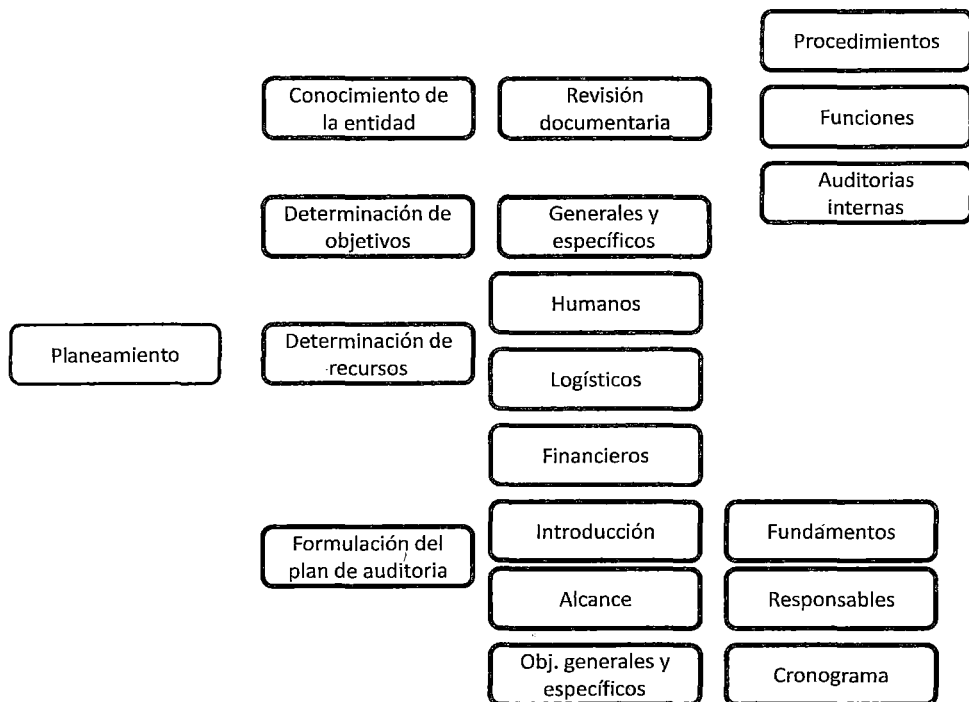 Procedimientos
Conocimiento de
la entidad
Revisión
documentaria
Funciones
Auditorias
internas
Determinación de
objetivos
Generales y
específicos
Humanos
Planeamiento
Determinación de
recursos
Logísticos
Financieros
Formulación del
plan de auditoria
Introducción
Fundamentos
Alcance
Responsables
Obj. generales y
específicos
Cronograma